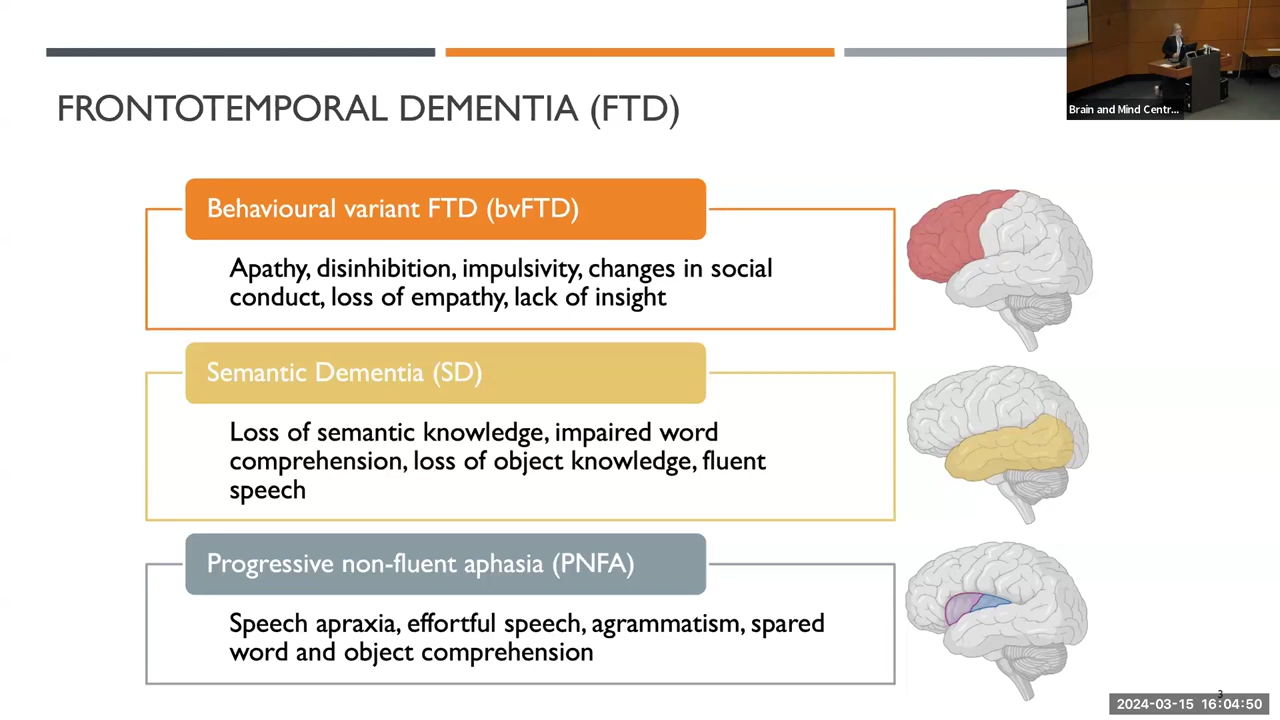 Brain and Mind Centr...
FRONTOTEMPORAL DEMENTIA (FTD)
Behavioural variant FTD (bvFTD)
Apathy, disinhibition, impulsivity, changes in social
conduct, loss of empathy, lack of insight
Semantic Dementia (SD)
Loss of semantic knowledge, impaired word
comprehension, loss of object knowledge, fluent
speech
Progressive non-fluent aphasia (PNFA)
Speech apraxia, effortful speech, agrammatism, spared
word and object comprehension
3
2024-03-15 16:04:50